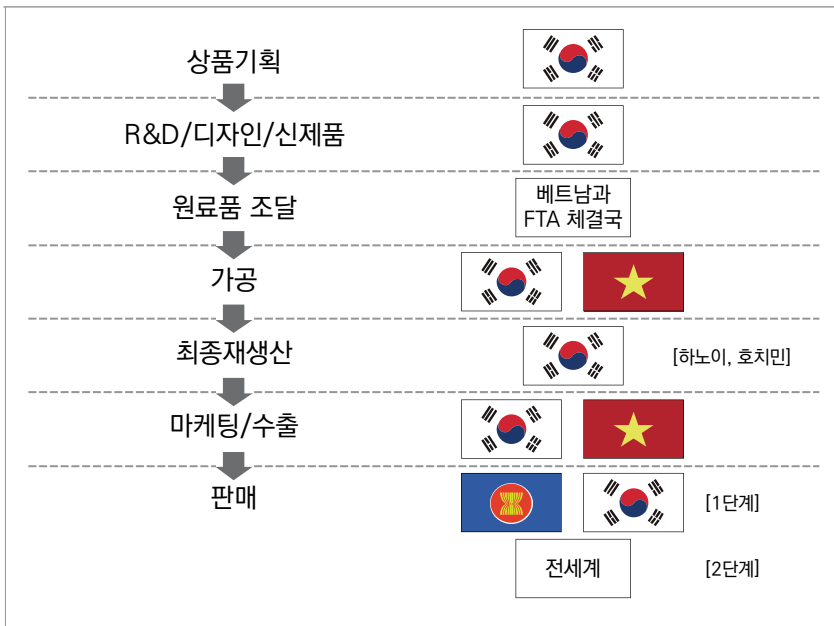 상품기획
R&D/디자인/신제품
원료품 조달
베트남과
FTA 체결국
가공
최종재생산
[하노이, 호치민]
마케팅/수출
판매
[1단계]
전세계
[2단계]